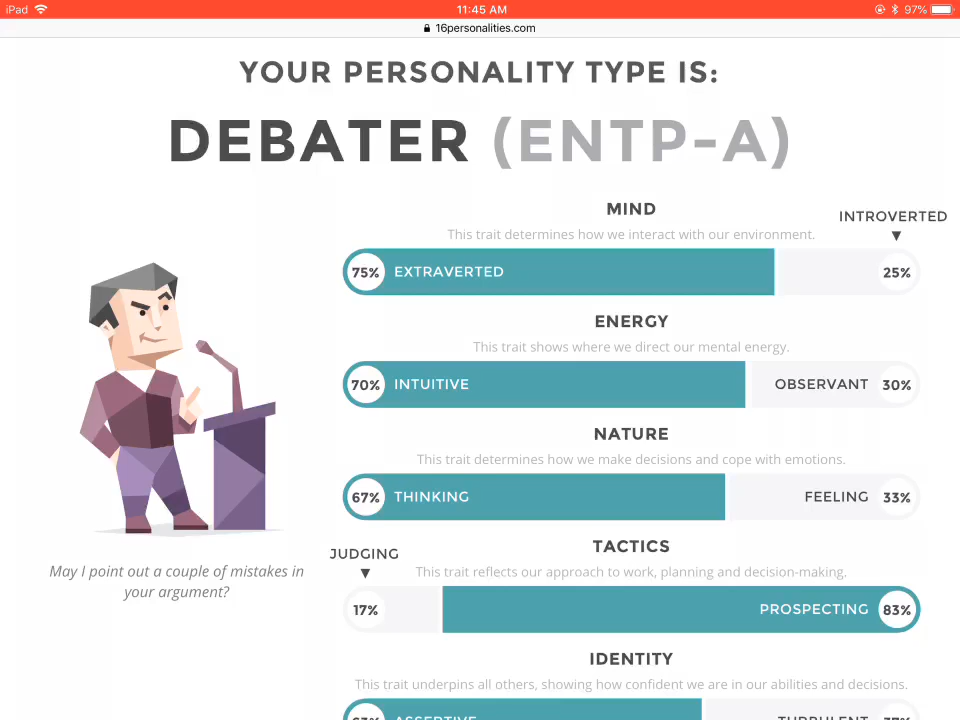 iPad 11:45 AM 97%
16personalities.com
YOUR PERSONALITY TYPE IS:
DEBATER (ENTP-A)
MIND
INTROVERTED
This trait determines how we interact with our environment.
75% EXTRAVERTED 25%
ENERGY
This trait shows where we direct our mental energy.
70% INTUITIVE OBSERVANT 30%
NATURE
This trait determines how we make decisions and cope with emotions.
67% THINKING FEELING 33%
TACTICS
JUDGING
This trait reflects our approach to work, planning and decision-making.
17% PROSPECTING 83%
May I point out a couple of mistakes in
your argument?
IDENTITY
This trait underpins all others, showing how confident we are in our abilities and decisions.
63% ASSERTIVE TURBULENT 37%